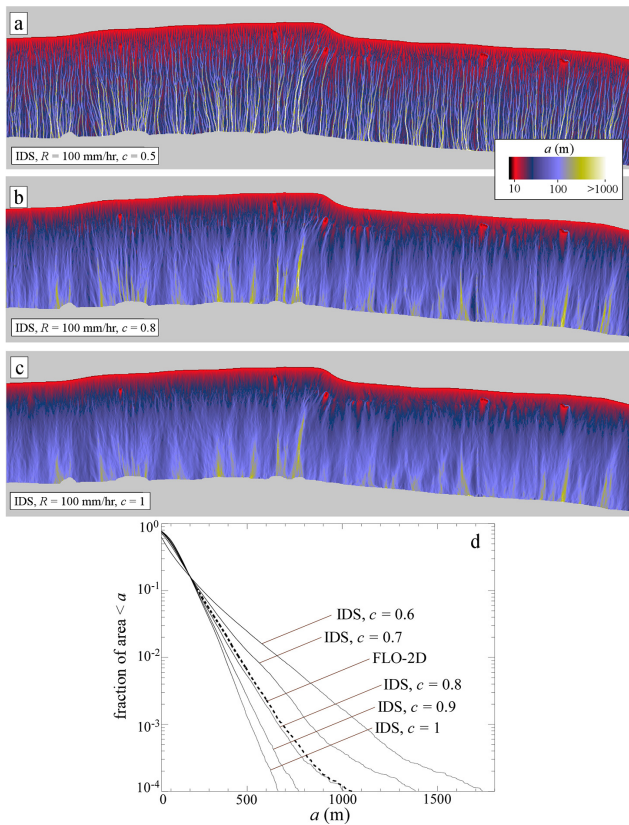 a
IDS, R = 100 mm/hr, c = 0.5
a (m)
10 100 >1000
b
IDS, R = 100 mm/hr, c = 0.8
c
IDS, R = 100 mm/hr, c = 1
d
10⁰
10⁻¹
10⁻²
10⁻³
10⁻⁴
fraction of area < a
IDS, c = 0.6
IDS, c = 0.7
FLO-2D
IDS, c = 0.8
IDS, c = 0.9
IDS, c = 1
0 500 1000 1500
a (m)